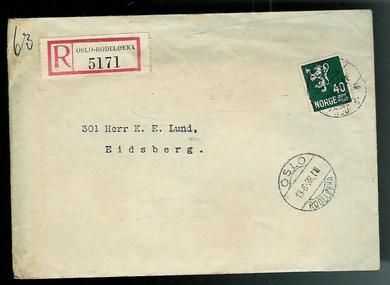 63
R
OSLO-RODELØKKA
5171
40
NORGE
301 Herr K. E. Lund,
Eidsberg.
OSLO
RODELØKKA